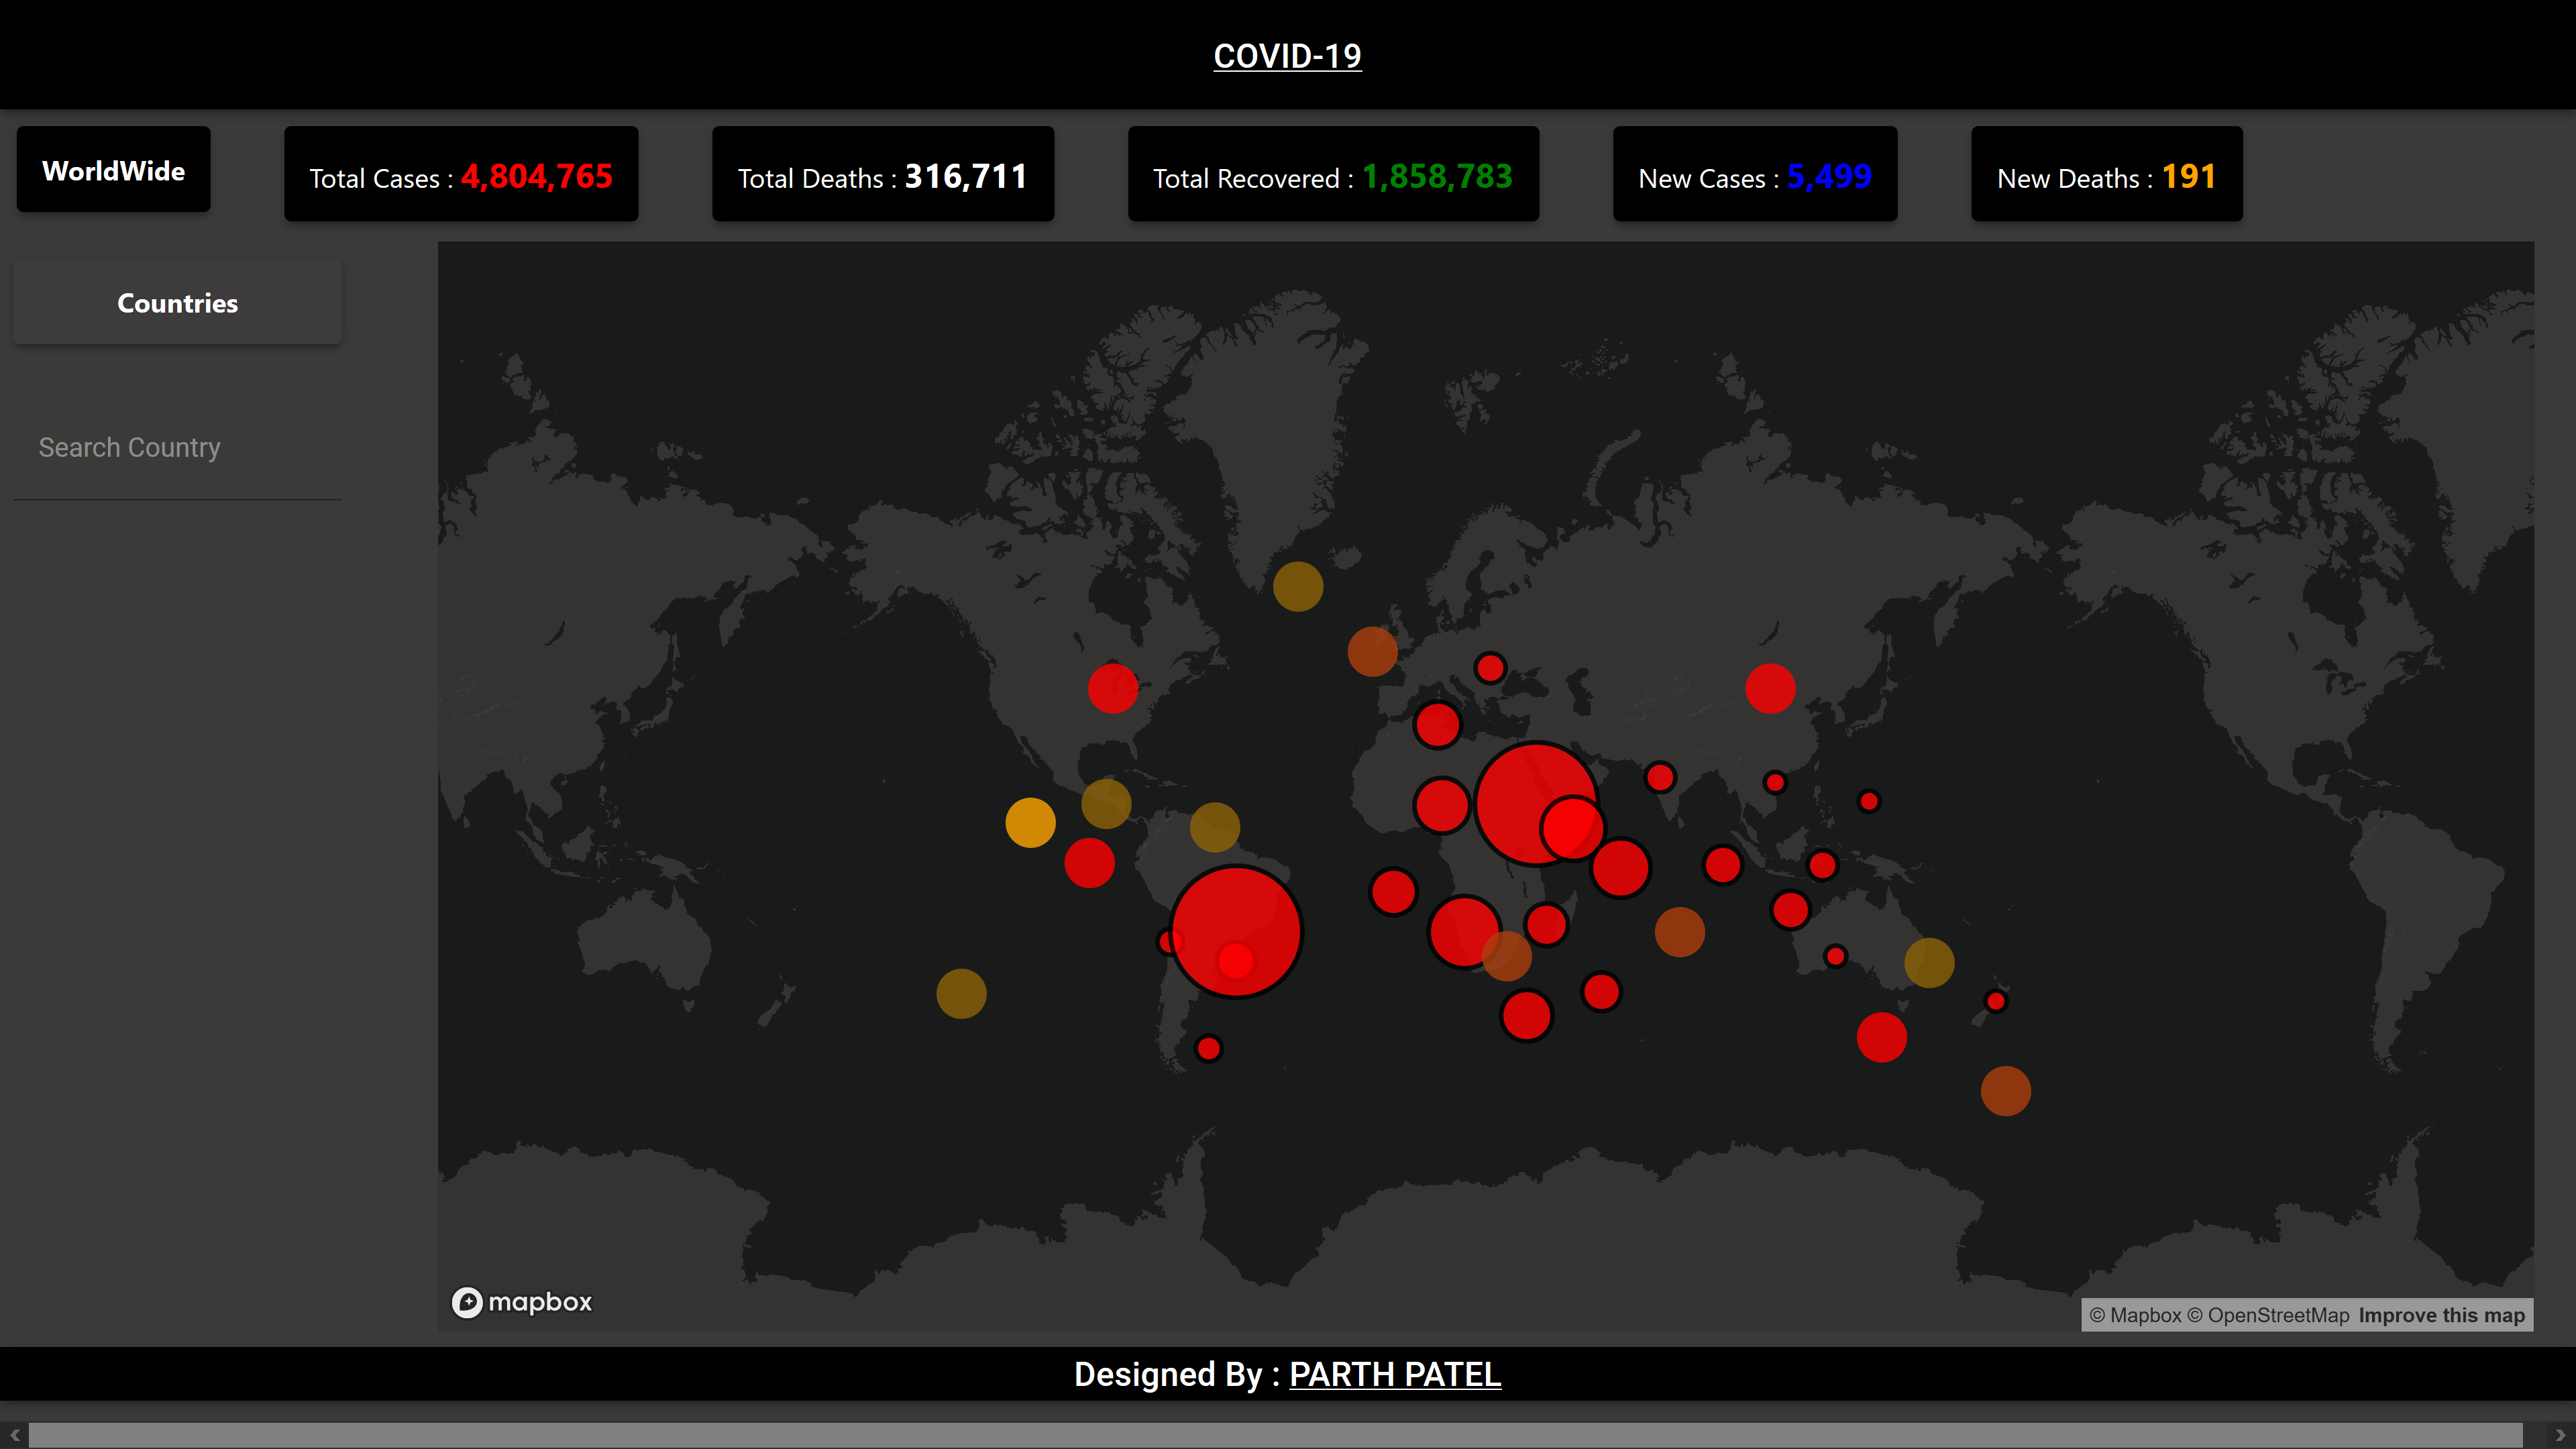 COVID-19
WorldWide
Total Cases : 4,804,765
Total Deaths : 316,711
Total Recovered : 1,858,783
New Cases : 5,499
New Deaths : 191
Countries
Search Country
mapbox
© Mapbox © OpenStreetMap Improve this map
Designed By : PARTH PATEL